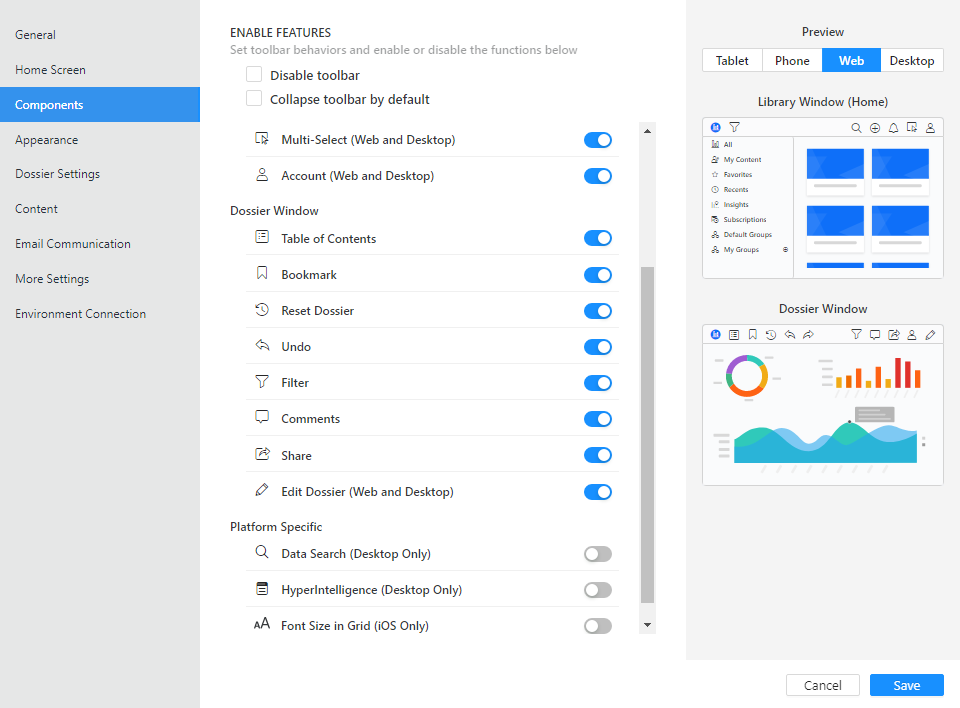 General
Home Screen
Components
Appearance
Dossier Settings
Content
Email Communication
More Settings
Environment Connection
ENABLE FEATURES
Set toolbar behaviors and enable or disable the functions below
Disable toolbar
Collapse toolbar by default
Multi-Select (Web and Desktop)
Account (Web and Desktop)
Dossier Window
Table of Contents
Bookmark
Reset Dossier
Undo
Filter
Comments
Share
Edit Dossier (Web and Desktop)
Platform Specific
Data Search (Desktop Only)
HyperIntelligence (Desktop Only)
AA Font Size in Grid (iOS Only)
Preview
Tablet Phone Web Desktop
Library Window (Home)
All
My Content
Favorites
Recents
Insights
Subscriptions
Default Groups
My Groups
Dossier Window
Cancel Save